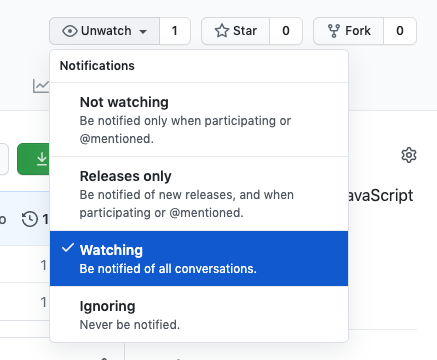 Unwatch 1 Star 0 Fork 0
Notifications
Not watching
Be notified only when participating or
@mentioned.
Releases only
Be notified of new releases, and when
participating or @mentioned.
avaScript
1
Watching
Be notified of all conversations.
1
Ignoring
Never be notified.
1